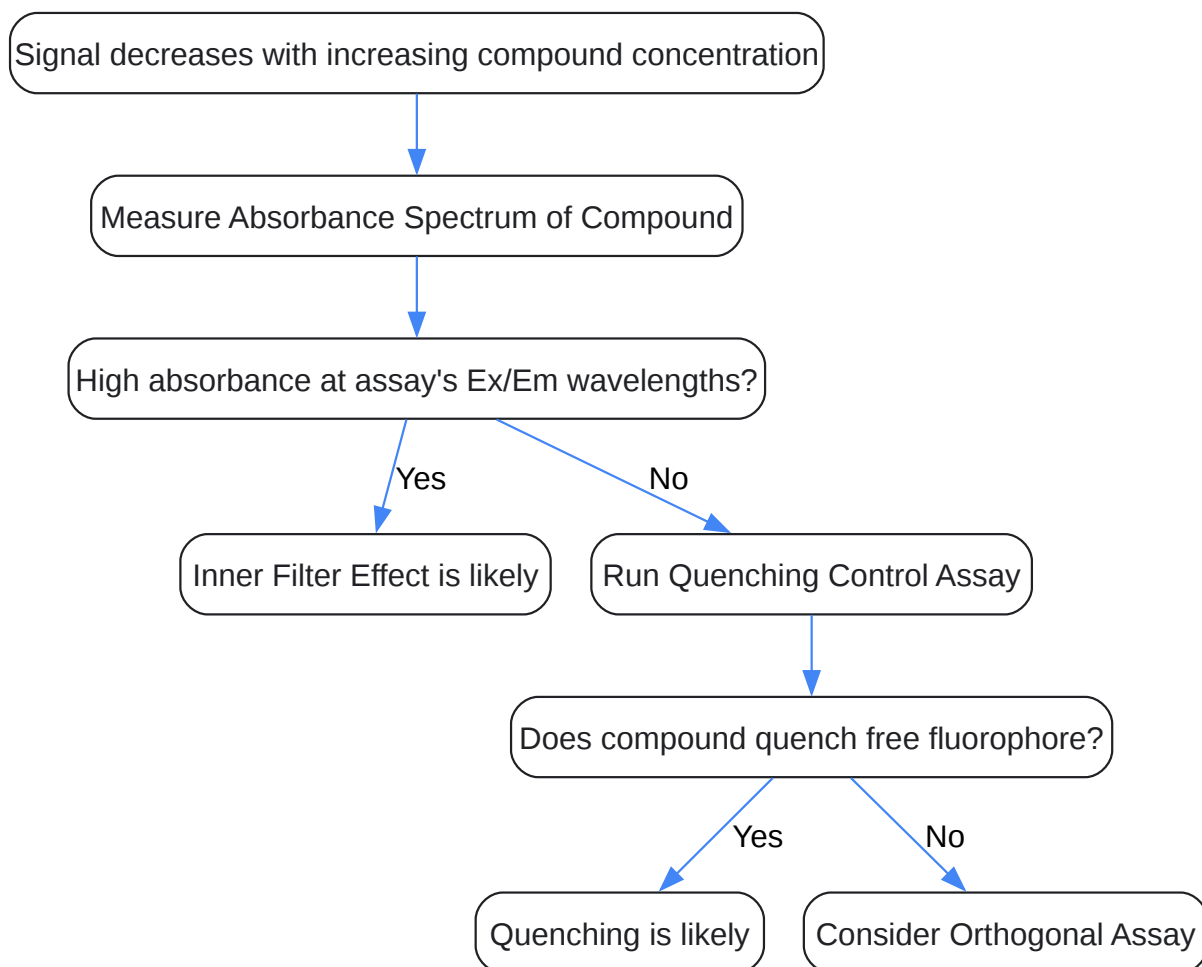 Signal decreases with increasing compound concentration
Measure Absorbance Spectrum of Compound
High absorbance at assay's Ex/Em wavelengths?
Yes
No
Inner Filter Effect is likely
Run Quenching Control Assay
Does compound quench free fluorophore?
Yes
No
Quenching is likely
Consider Orthogonal Assay